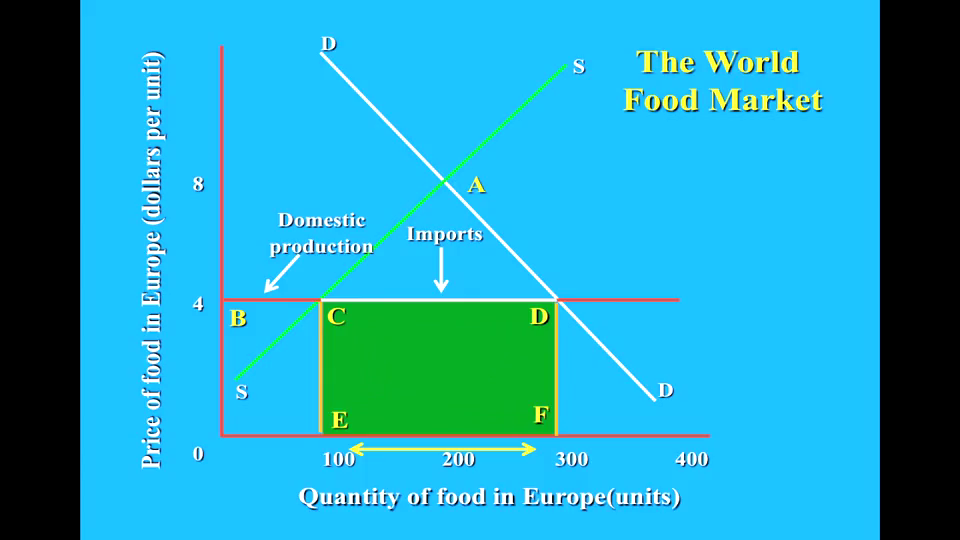 The World
Food Market
D
S
Price of food in Europe (dollars per unit)
8
A
Domestic
production
Imports
4
B
C
D
S
D
E
F
0
100
200
300
400
Quantity of food in Europe(units)